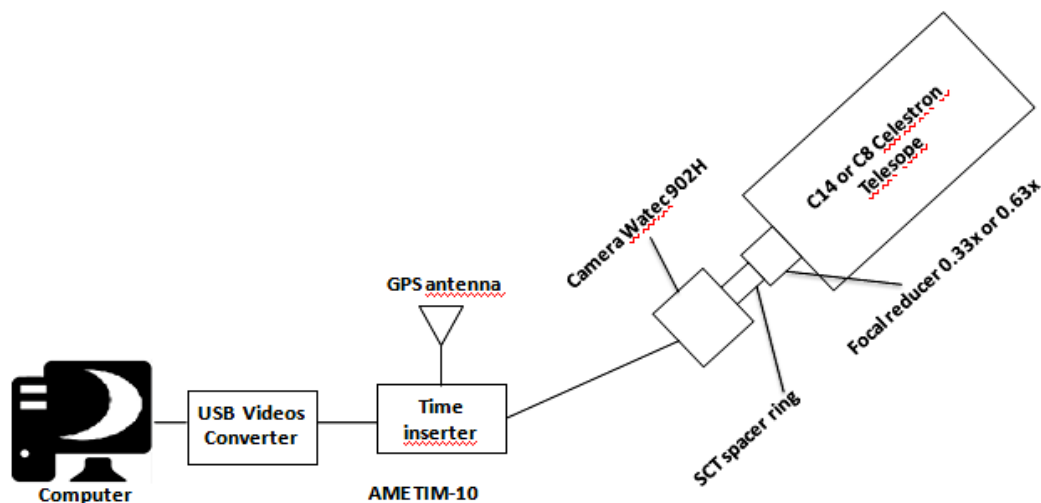 C14 or C8 Celestron
Telesope
Camera Watec 902H
Focal reducer 0.33x or 0.63x
GPS antenna
SCT spacer ring
USB Videos
Converter
Time
inserter
Computer
AMETIM-10